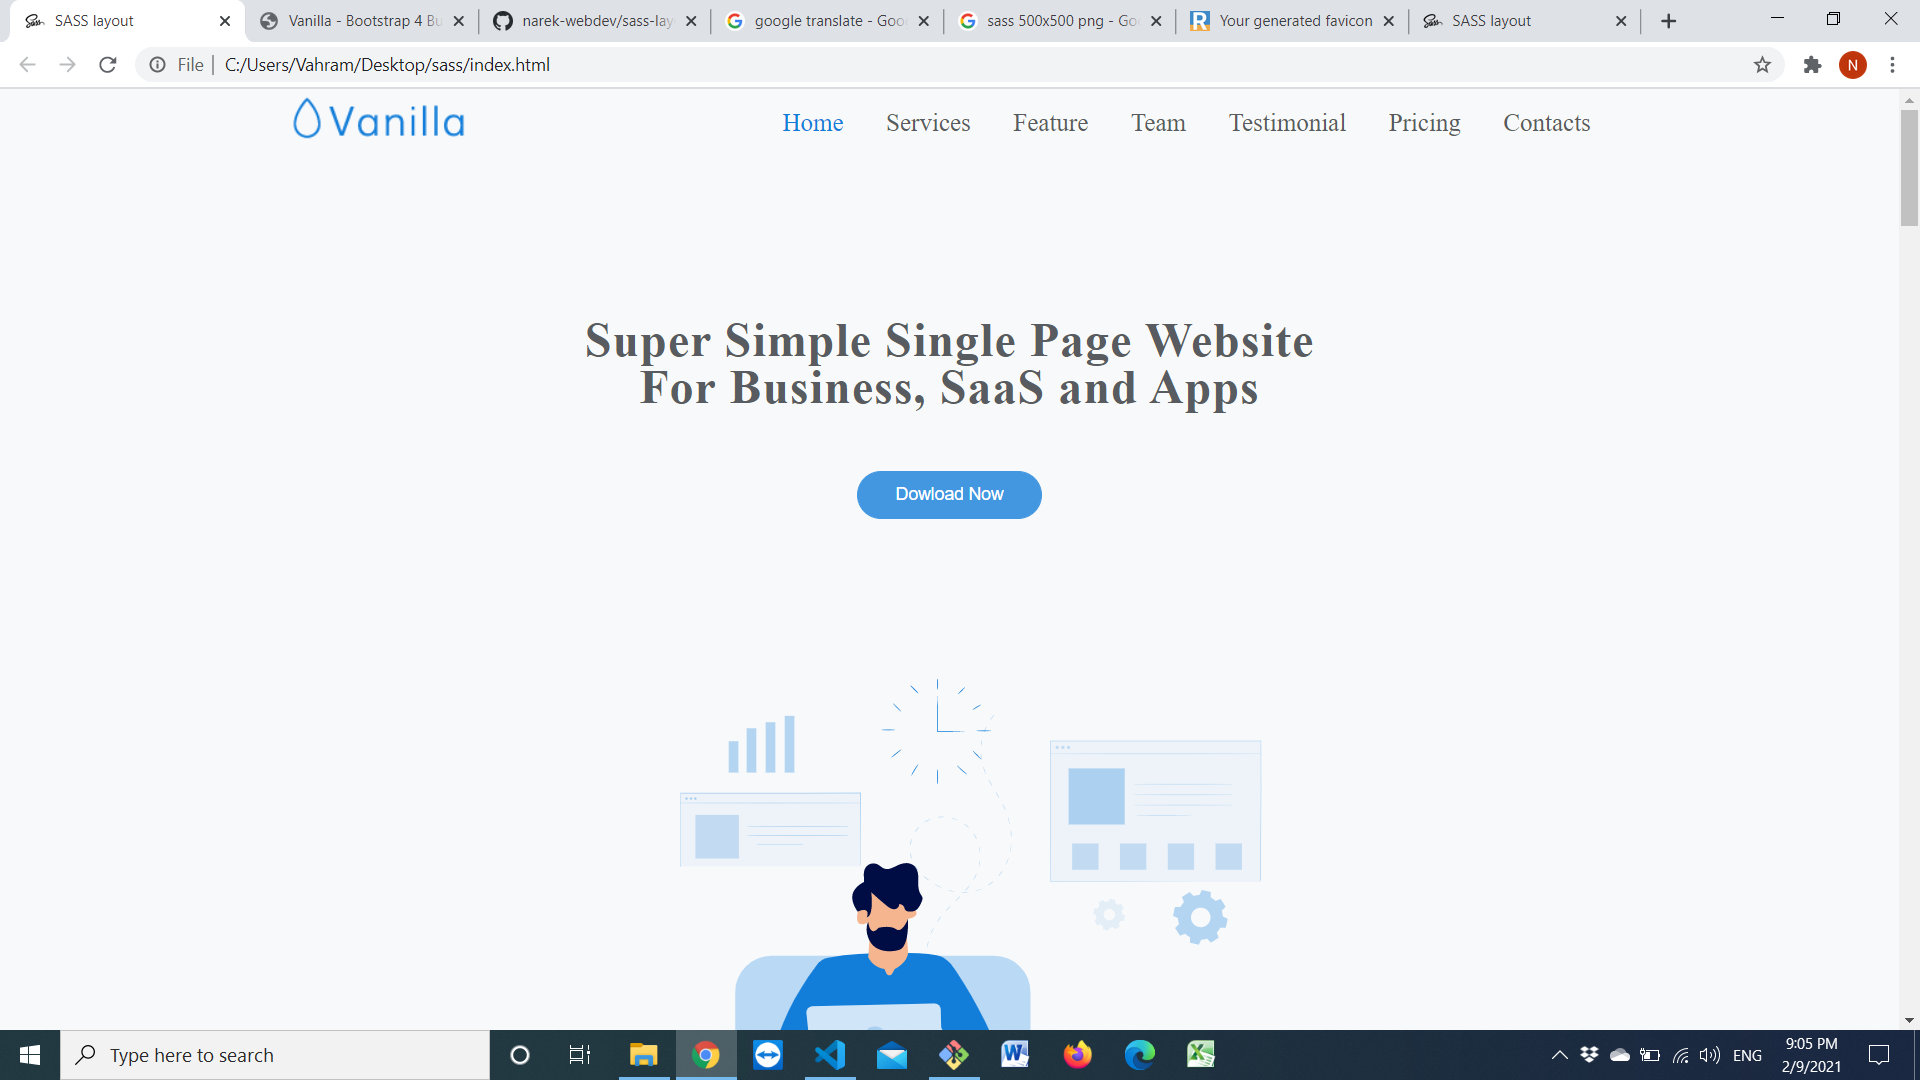 SASS layout
Vanilla - Bootstrap 4 Bu
narek-webdev/sass-lay
google translate - Goo
sass 500x500 png - Go
Your generated favicon
SASS layout
File | C:/Users/Vahram/Desktop/sass/index.html
N
Vanilla
Home Services Feature Team Testimonial Pricing Contacts
Super Simple Single Page Website
For Business, SaaS and Apps
Dowload Now
Type here to search
ENG
9:05 PM
2/9/2021